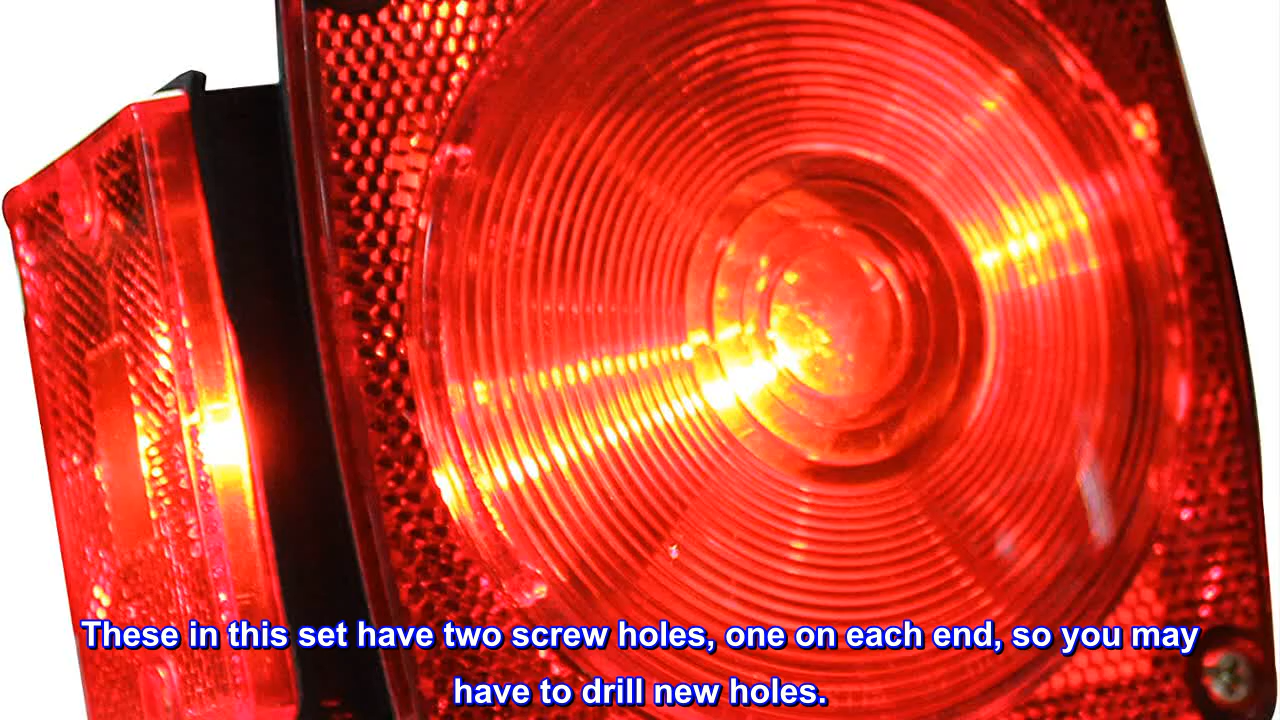 These in this set have two screw holes, one on each end, so you may
have to drill new holes.